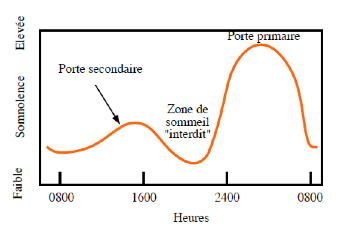 Elevée
Somnolence
Faible
Porte primaire
Porte secondaire
Zone de
sommeil
"interdit"
0800 1600 2400 0800
Heures